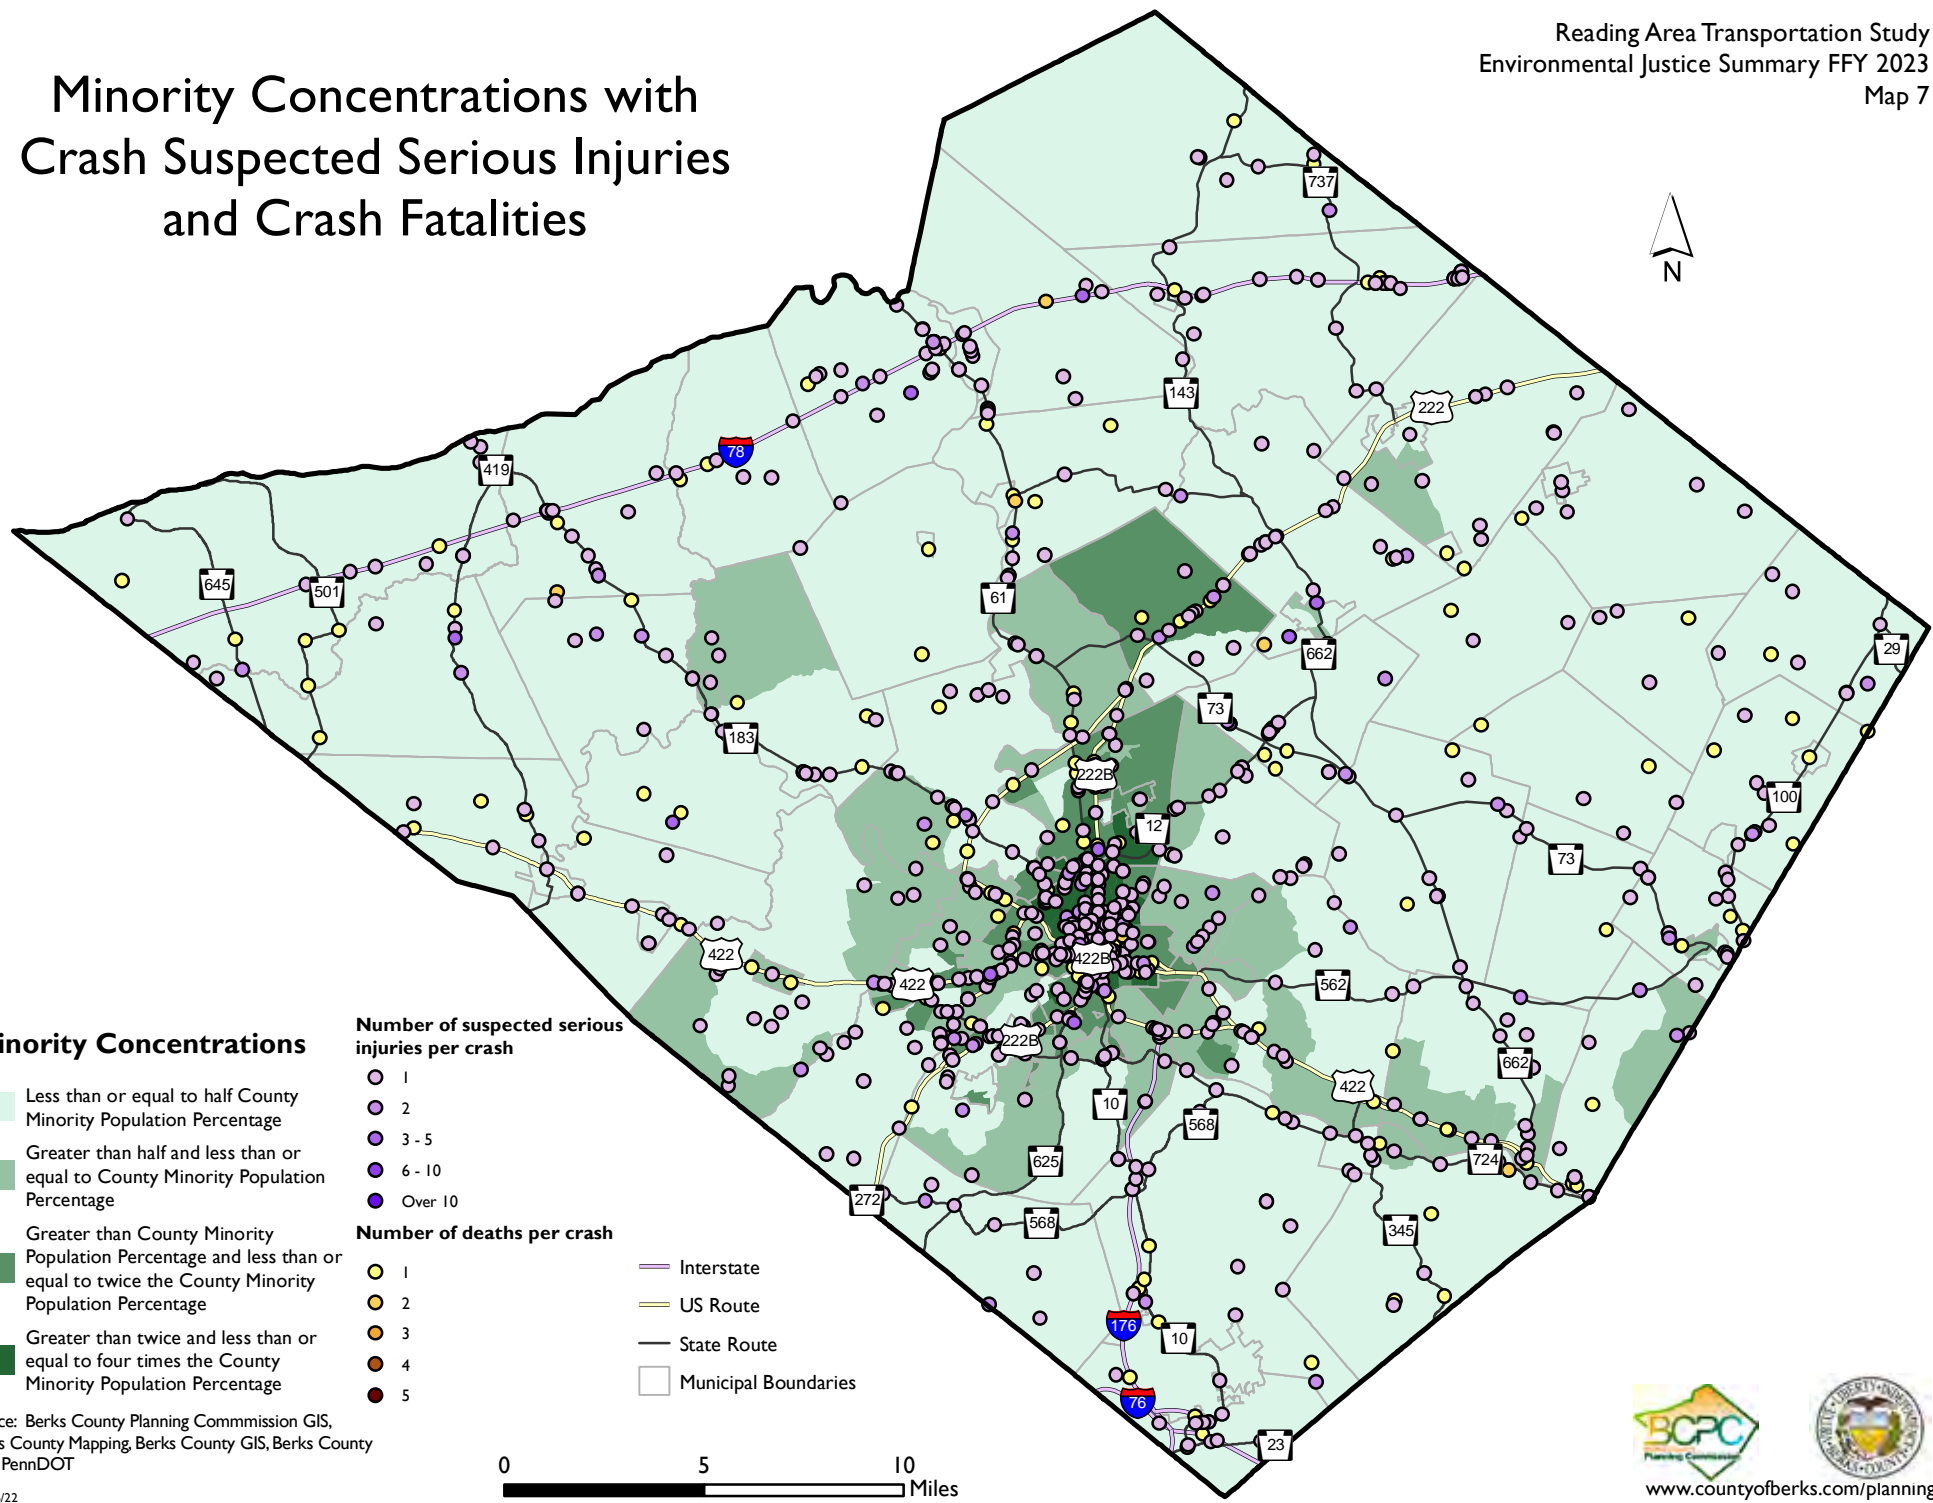 Minority Concentrations with
Crash Suspected Serious Injuries
and Crash Fatalities
Reading Area Transportation Study
Environmental Justice Summary FFY 2023
Map 7
N
737
143
222
78
419
645
501
61
662
29
73
183
222B
100
12
73
422
422
422B
562
222B
662
422
10
568
625
724
272
568
345
176
10
76
23
inority Concentrations
Less than or equal to half County
Minority Population Percentage
Greater than half and less than or
equal to County Minority Population
Percentage
Greater than County Minority
Population Percentage and less than or
equal to twice the County Minority
Population Percentage
Greater than twice and less than or
equal to four times the County
Minority Population Percentage
Number of suspected serious
injuries per crash
1
2
3 - 5
6 - 10
Over 10
Number of deaths per crash
1
2
3
4
5
Interstate
US Route
State Route
Municipal Boundaries
ce: Berks County Planning Commmission GIS,
s County Mapping, Berks County GIS, Berks County
PennDOT
/22
0 5 10
Miles
BCPC
Planning Commission
www.countyofberks.com/planning